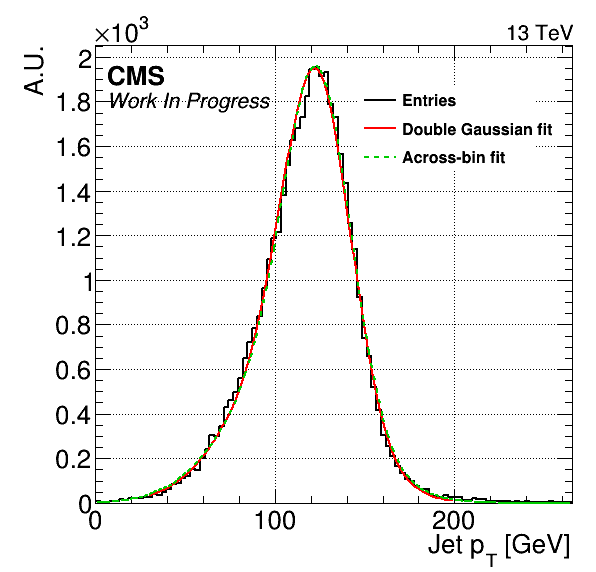 ×10³
13 TeV
A.U.
CMS
Work In Progress
Entries
Double Gaussian fit
Across-bin fit
2
1.8
1.6
1.4
1.2
1
0.8
0.6
0.4
0.2
0
0 100 200
Jet p_T [GeV]